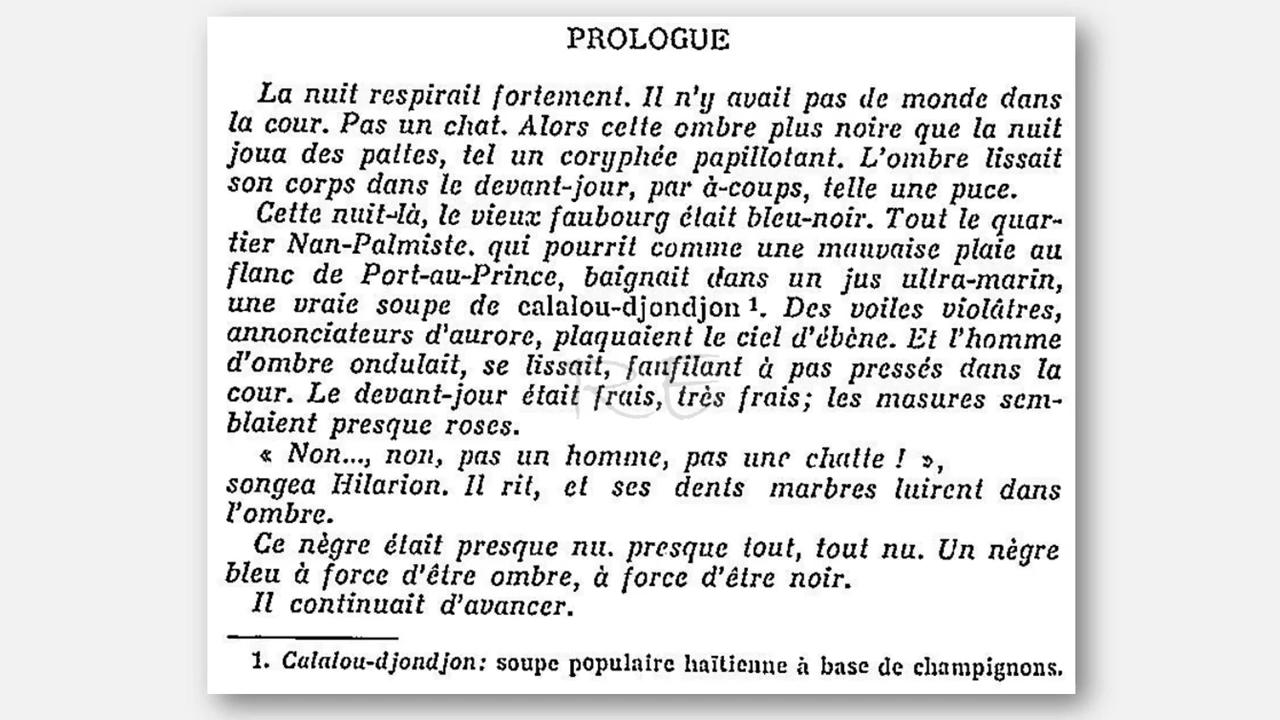 PROLOGUE
La nuit respirait fortement. Il n'y avait pas de monde dans
la cour. Pas un chat. Alors cette ombre plus noire que la nuit
joua des pattes, tel un coryphée papillotant. L'ombre lissait
son corps dans le devant-jour, par à-coups, telle une puce.
Cette nuit-là, le vieux faubourg était bleu-noir. Tout le quar-
tier Nan-Palmiste. qui pourrit comme une mauvaise plaie au
flanc de Port-au-Prince, baignait dans un jus ultra-marin,
une vraie soupe de calalou-djondjon 1. Des voiles violâtres,
annonciateurs d'aurore, plaquaient le ciel d'ébène. Et l'homme
d'ombre ondulait, se lissait, fanfilant à pas pressés dans la
cour. Le devant-jour était frais, très frais; les masures sem-
blaient presque roses.
« Non..., non, pas un homme, pas une chatte ! »,
songea Hilarion. Il rit, et ses dents marbres luirent dans
l'ombre.
Ce nègre était presque nu. presque tout, tout nu. Un nègre
bleu à force d'être ombre, à force d'être noir.
Il continuait d'avancer.
1. Calalou-djondjon: soupe populaire haïtienne à base de champignons.
RE